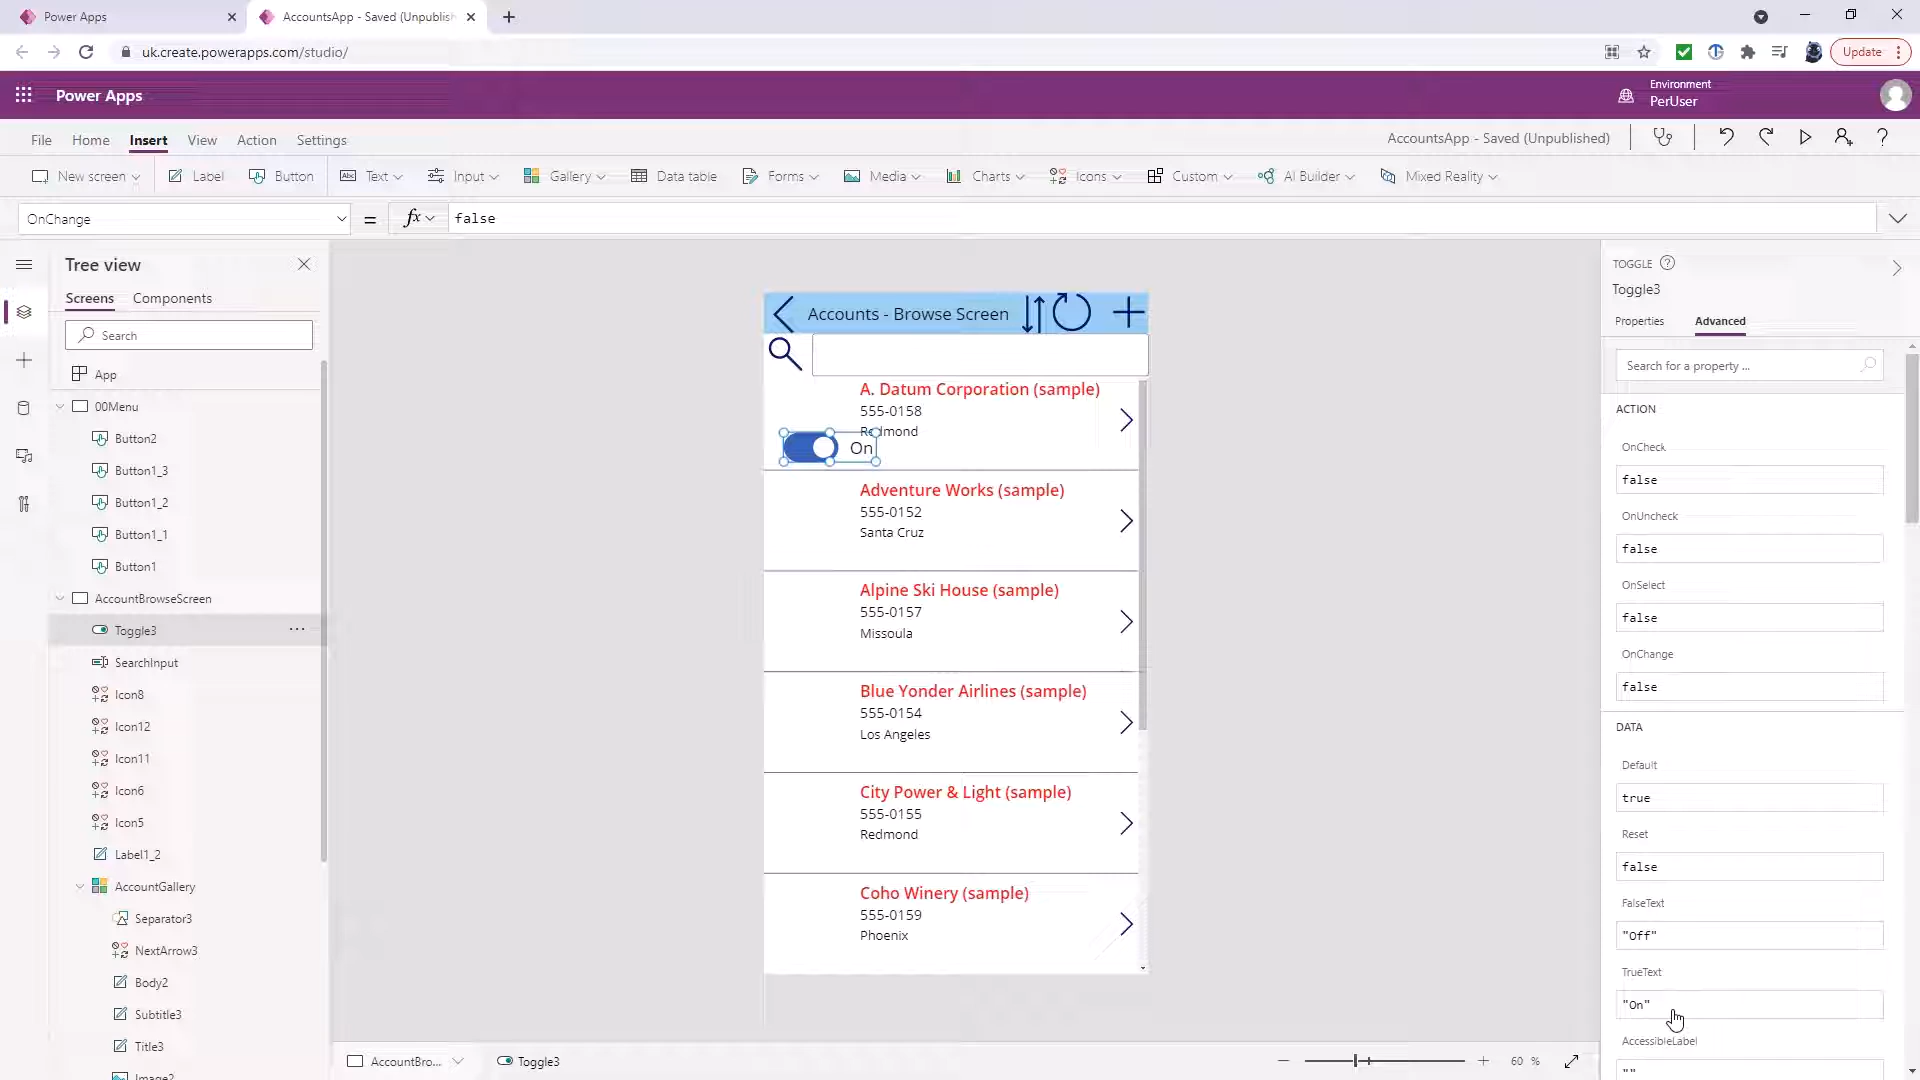 Power Apps
AccountsApp - Saved (Unpublish
uk.create.powerapps.com/studio/
Update
Power Apps
Environment
PerUser
File
Home
Insert
View
Action
Settings
AccountsApp - Saved (Unpublished)
New screen
Label
Button
Abc
Text
Input
Gallery
Data table
Forms
Media
Charts
Icons
Custom
AI Builder
Mixed Reality
OnChange
=
fx
false
Tree view
Screens
Components
Search
App
00Menu
Button2
Button1_3
Button1_2
Button1_1
Button1
AccountBrowseScreen
Toggle3
SearchInput
Icon8
Icon12
Icon11
Icon6
Icon5
Label1_2
AccountGallery
Separator3
NextArrow3
Body2
Subtitle3
Title3
Image2
Accounts - Browse Screen
A. Datum Corporation (sample)
555-0158
Redmond
On
Adventure Works (sample)
555-0152
Santa Cruz
Alpine Ski House (sample)
555-0157
Missoula
Blue Yonder Airlines (sample)
555-0154
Los Angeles
City Power & Light (sample)
555-0155
Redmond
Coho Winery (sample)
555-0159
Phoenix
AccountBro...
Toggle3
60 %
TOGGLE
Toggle3
Properties
Advanced
Search for a property ...
ACTION
OnCheck
false
OnUncheck
false
OnSelect
false
OnChange
false
DATA
Default
true
Reset
false
FalseText
"Off"
TrueText
"On"
AccessibleLabel
""